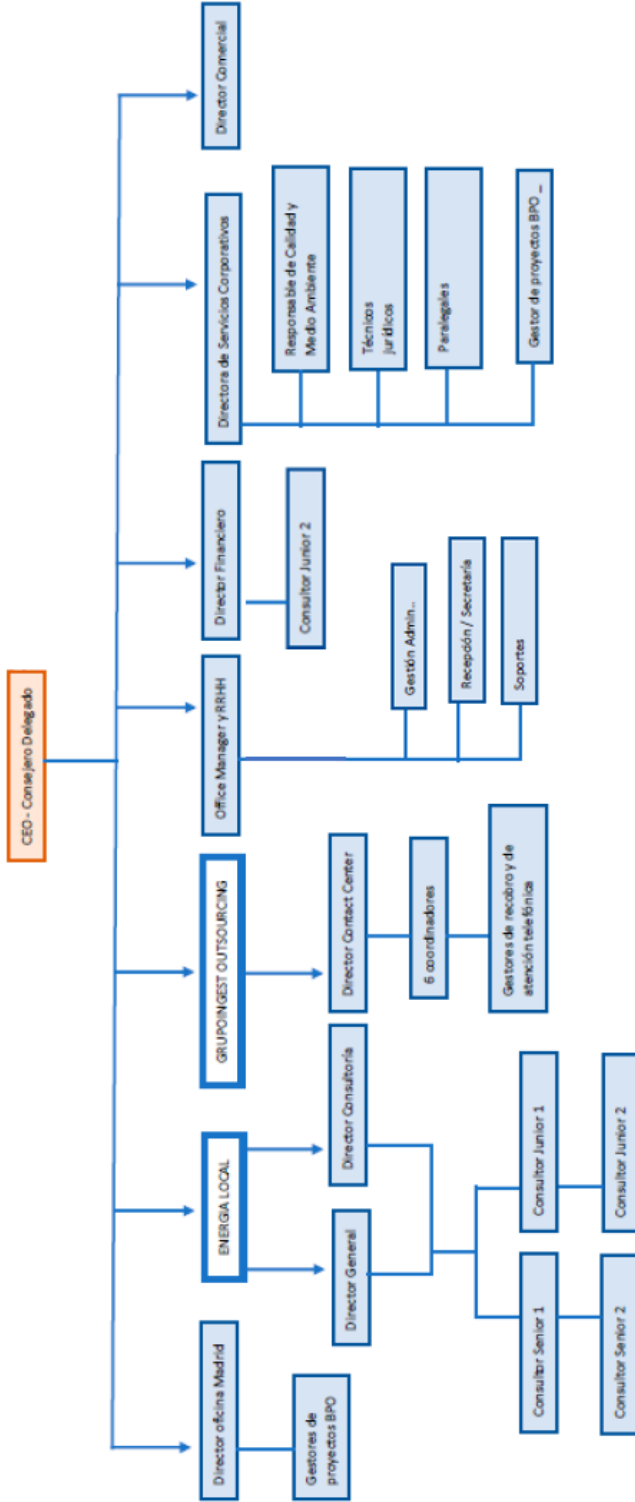 CEO - Consejero Delegado
Director oficina Madrid
ENERGIA LOCAL
GRUPOINGEST OUTSOURCING
Office Manager y RRHH
Director Financiero
Directora de Servicios Corporativos
Director Comercial
Gestores de
proyectos BPO
Director General
Director Consultoría
Consultor Senior 1
Consultor Junior 1
Consultor Senior 2
Consultor Junior 2
Director Contact Center
6 coordinadores
Gestores de recobro y de
atención telefónica
Gestión Admin..
Recepción / Secretaría
Soportes
Consultor Junior 2
Responsable de Calidad y
Medio Ambiente
Técnicos
jurídicos
Paralegales
Gestor de proyectos BPO _